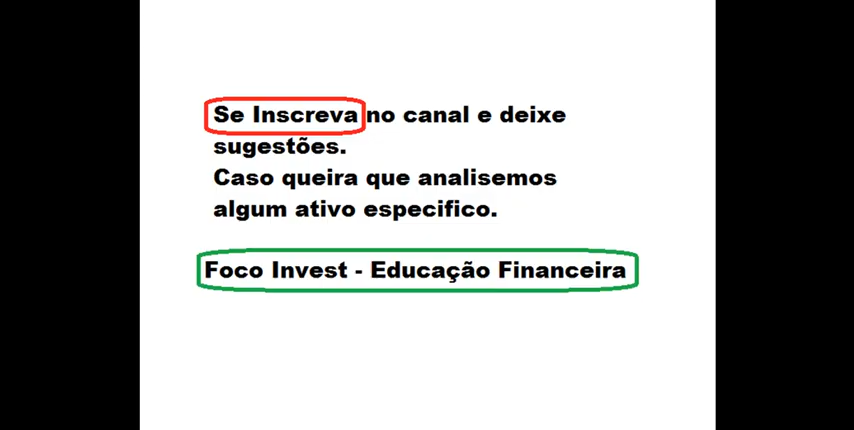 Se Inscreva no canal e deixe
sugestões.
Caso queira que analisemos
algum ativo especifico.
Foco Invest - Educação Financeira